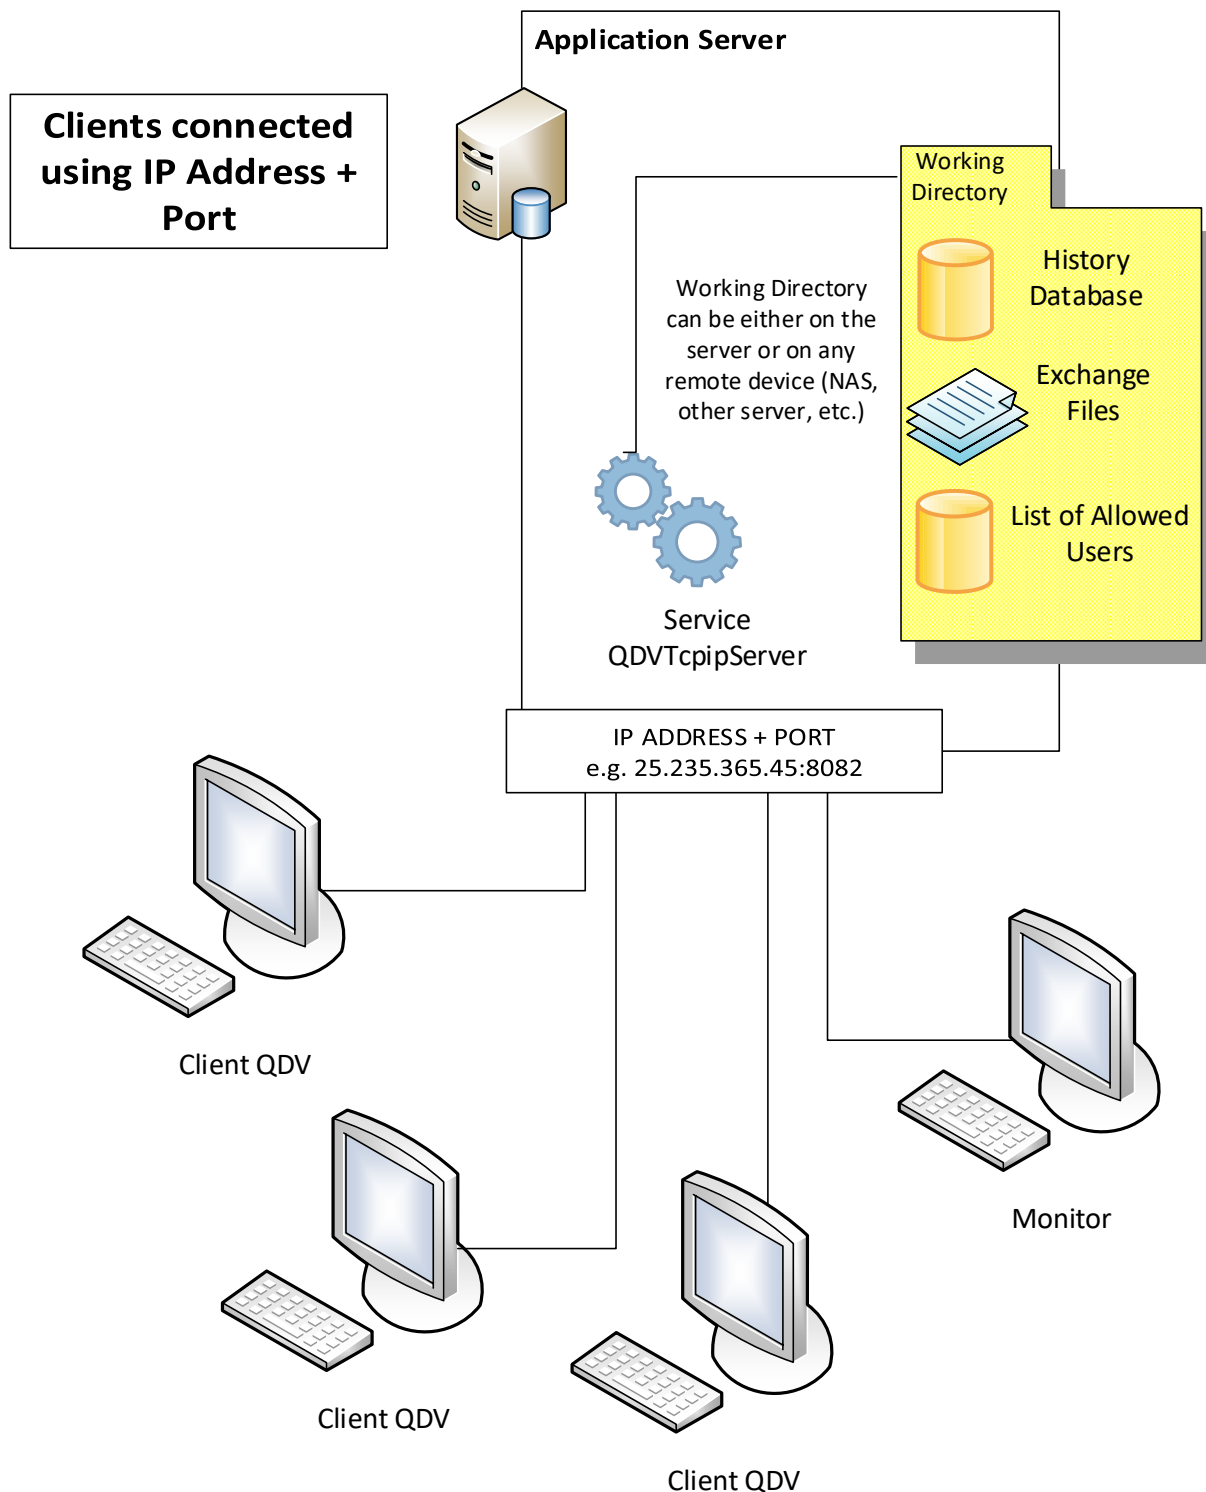 Application Server
Clients connected
using IP Address +
Port
Working
Directory
History
Database
Working Directory
can be either on the
server or on any
remote device (NAS,
other server, etc.)
Exchange
Files
List of Allowed
Users
Service
QDVTcpipServer
IP ADDRESS + PORT
e.g. 25.235.365.45:8082
Client QDV
Monitor
Client QDV
Client QDV